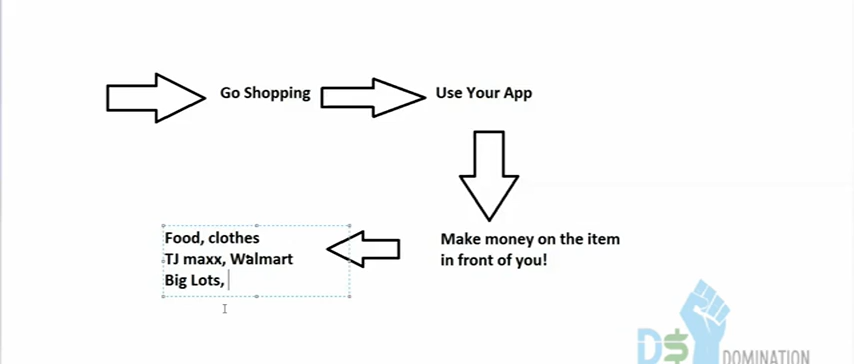 Go Shopping
Use Your App
Make money on the item
in front of you!
Food, clothes
TJ maxx, Walmart
Big Lots,
D$
DOMINATION